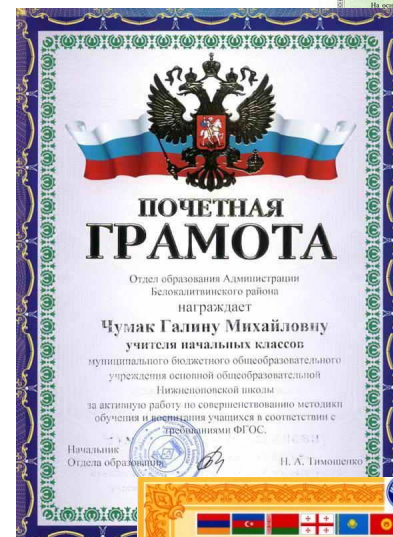 На осн
ПОЧЕТНАЯ
ГРАМОТА
Отдел образования Администрации
Белокалитвинского района
награждает
Чумак Галину Михайловну
учителя начальных классов
муниципального бюджетного общеобразовательного
учреждения основной общеобразовательной
Нижнепоповской школы
за активную работу по совершенствованию методики
обучения и воспитания учащихся в соответствии с
требованиями ФГОС.
Начальник
Отдела образования Н. А. Тимошенко